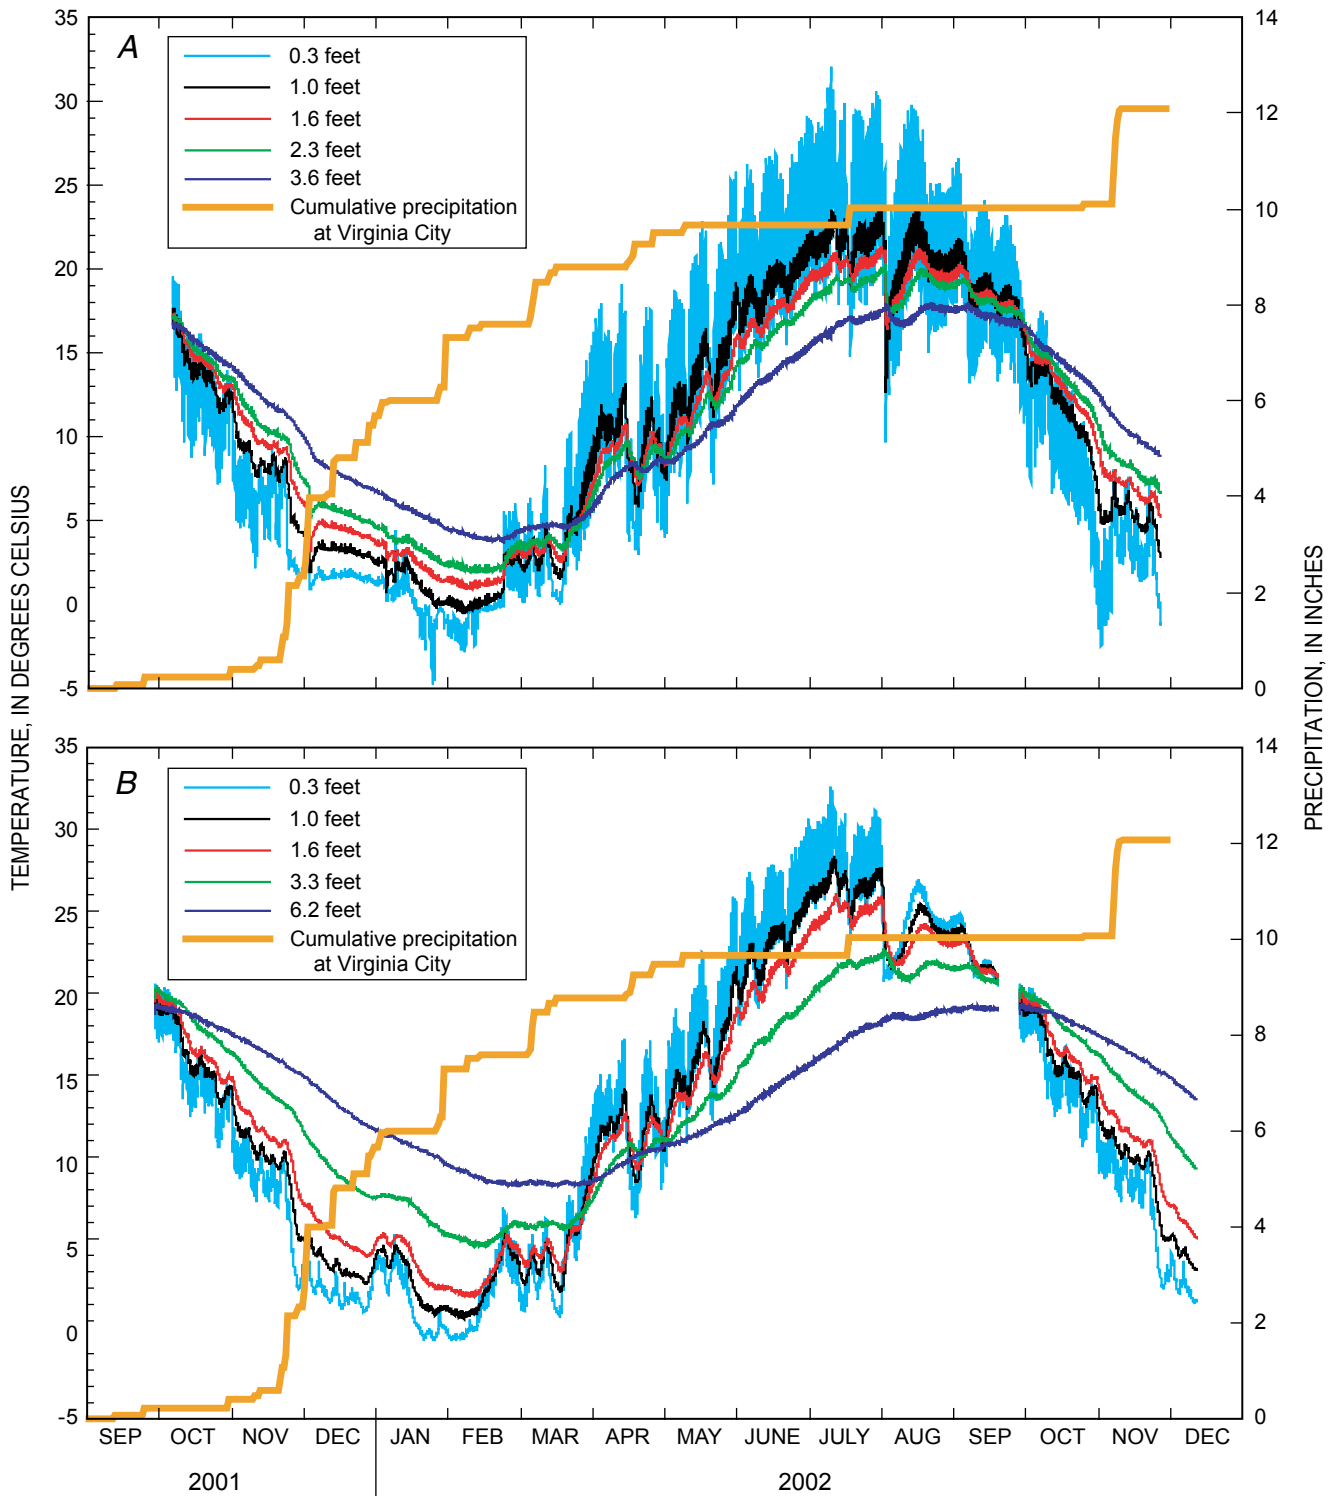 TEMPERATURE, IN DEGREES CELSIUS
PRECIPITATION, IN INCHES
A
0.3 feet
1.0 feet
1.6 feet
2.3 feet
3.6 feet
Cumulative precipitation
at Virginia City
35
30
25
20
15
10
5
0
-5
14
12
10
8
6
4
2
0
B
0.3 feet
1.0 feet
1.6 feet
3.3 feet
6.2 feet
Cumulative precipitation
at Virginia City
35
30
25
20
15
10
5
0
-5
14
12
10
8
6
4
2
0
SEP OCT NOV DEC JAN FEB MAR APR MAY JUNE JULY AUG SEP OCT NOV DEC
2001 2002